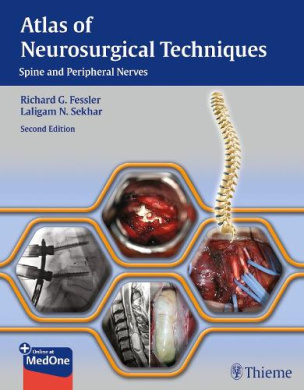 Atlas of
Neurosurgical Techniques
Spine and Peripheral Nerves
Richard G. Fessler
Laligam N. Sekhar
Second Edition
Online at
MedOne
Thieme